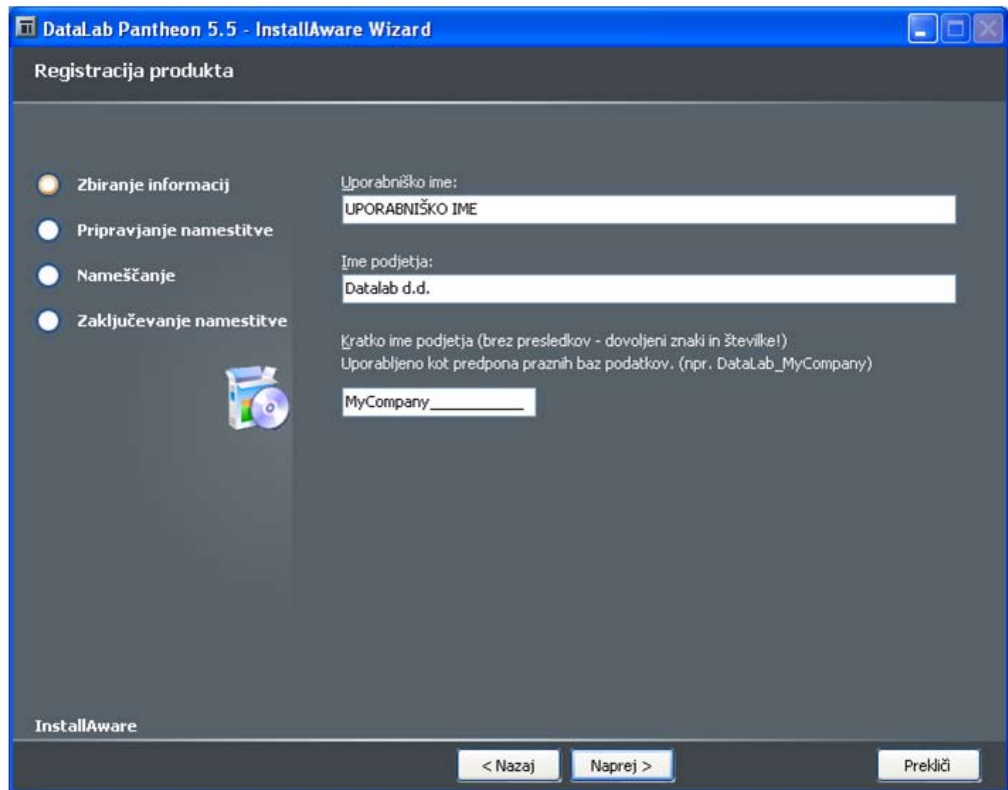 DataLab Pantheon 5.5 - InstallAware Wizard
Registracija produkta
Zbiranje informacij
Pripravjanje namestitve
Nameščanje
Zaključevanje namestitve
Uporabniško ime:
UPORABNIŠKO IME
Ime podjetja:
Datalab d.d.
Kratko ime podjetja (brez presledkov - dovoljeni znaki in številke!)
Uporabljeno kot predpona praznih baz podatkov. (npr. DataLab_MyCompany)
MyCompany___________
InstallAware
< Nazaj
Naprej >
Prekliči